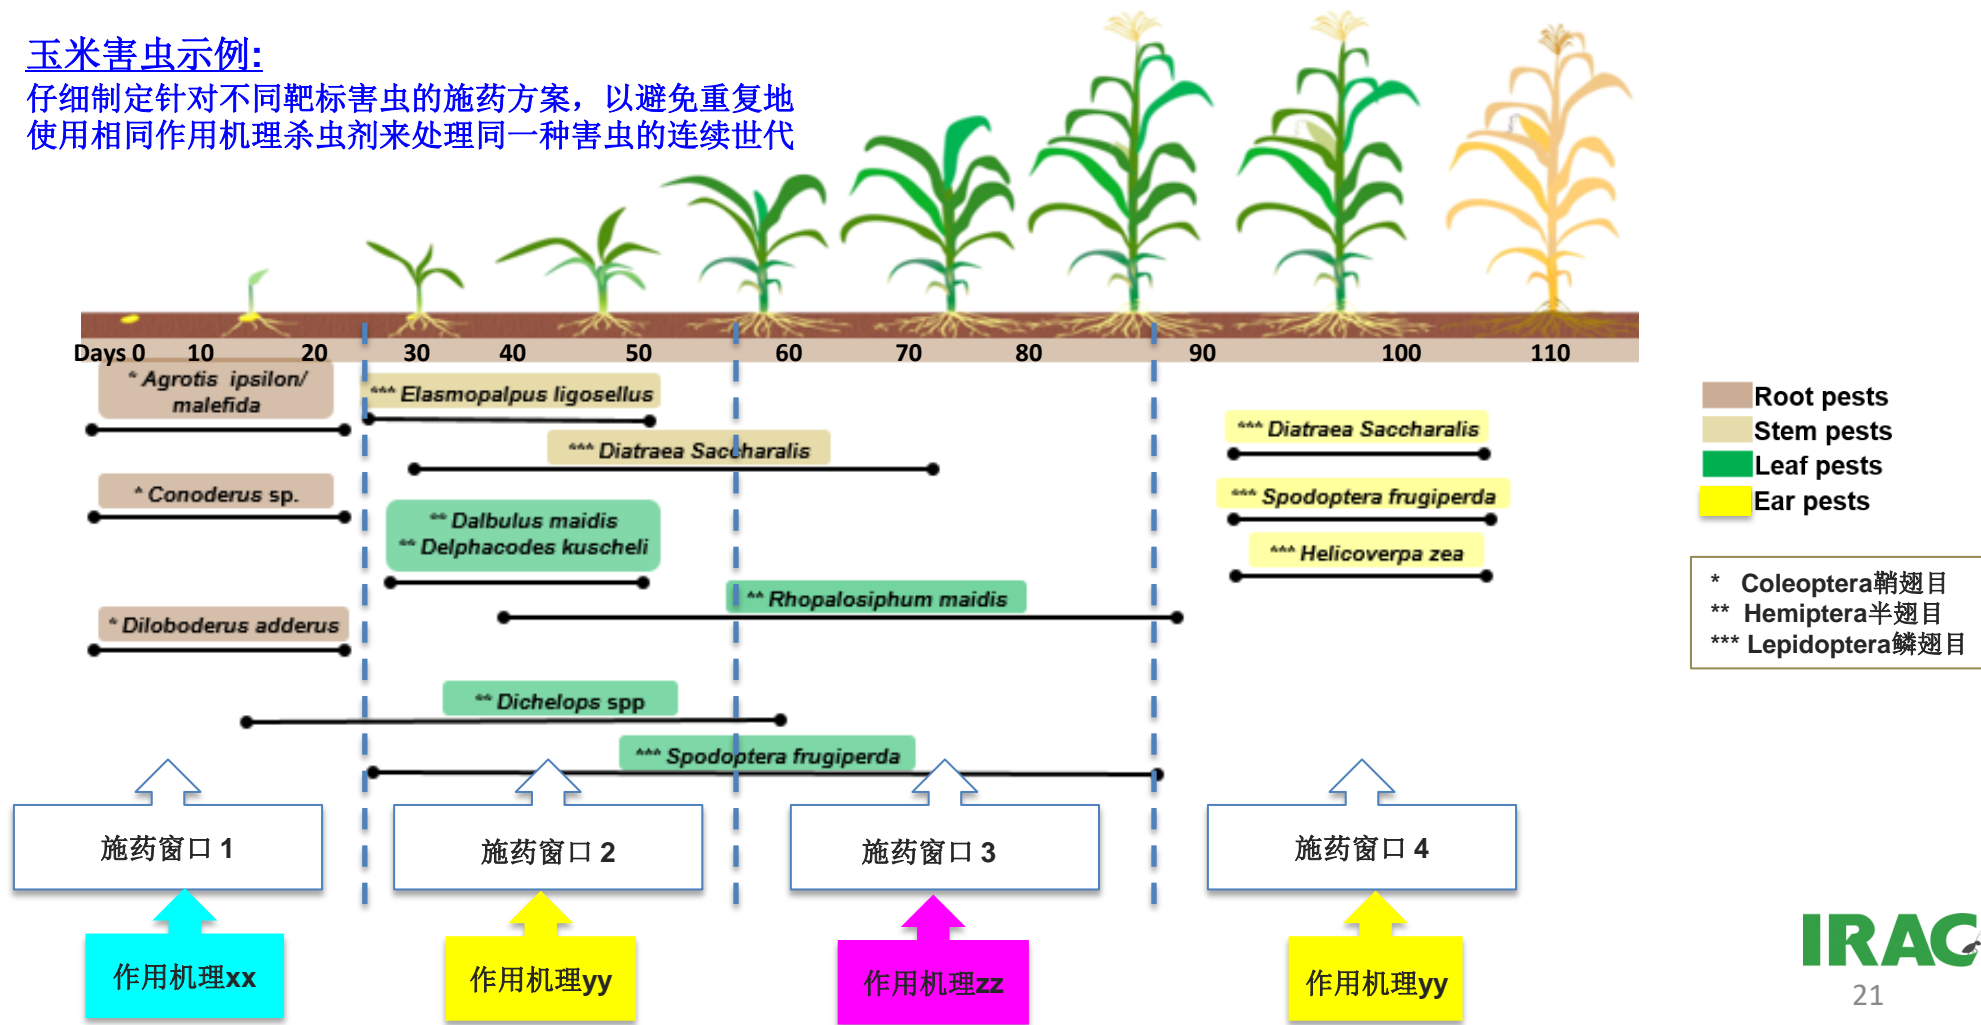 玉米害虫示例:
仔细制定针对不同靶标害虫的施药方案，以避免重复地
使用相同作用机理杀虫剂来处理同一种害虫的连续世代
Days 0 10 20 30 40 50 60 70 80 90 100 110
* Agrotis ipsilon/
malefida
*** Elasmopalpus ligosellus
*** Diatraea Saccharalis
*** Diatraea Saccharalis
* Conoderus sp.
** Dalbulus maidis
** Delphacodes kuscheli
*** Spodoptera frugiperda
*** Helicoverpa zea
** Rhopalosiphum maidis
* Diloboderus adderus
** Dichelops spp
*** Spodoptera frugiperda
Root pests
Stem pests
Leaf pests
Ear pests
* Coleoptera鞘翅目
** Hemiptera半翅目
*** Lepidoptera鳞翅目
施药窗口 1
施药窗口 2
施药窗口 3
施药窗口 4
作用机理xx
作用机理yy
作用机理zz
作用机理yy
IRAC
21